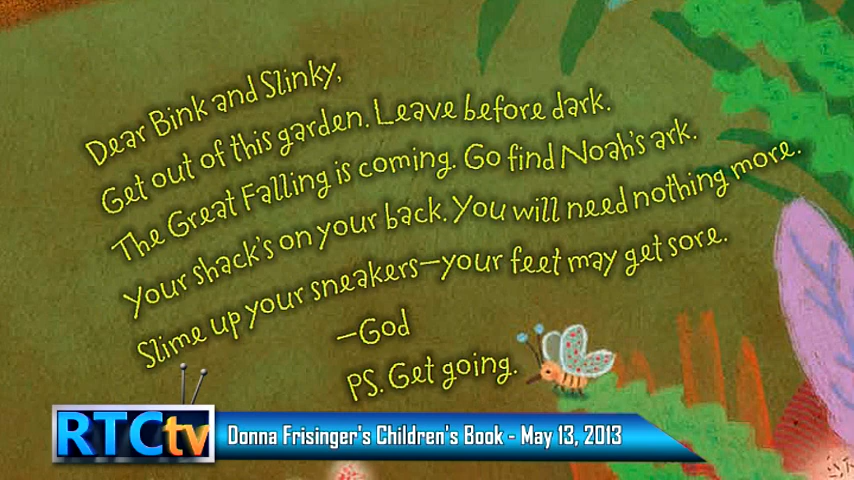 Dear Bink and Slinky,
Get out of this garden. Leave before dark.
The Great Falling is coming. Go find Noah's ark.
Your shack's on your back. You will need nothing more.
Slime up your sneakers—your feet may get sore.
—God
PS. Get going.
RTCtv
Donna Frisinger's Children's Book - May 13, 2013